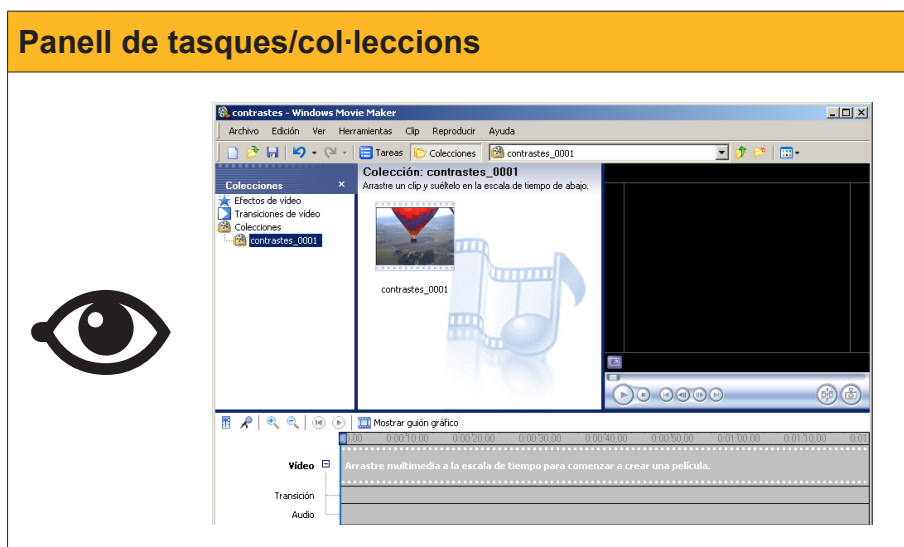 Panell de tasques/col·leccions
contrastes - Windows Movie Maker
Archivo Edición Ver Herramientas Clip Reproducir Ayuda
Tareas Colecciones contrastes_0001
Colecciones
Efectos de vídeo
Transiciones de vídeo
Colecciones
contrastes_0001
Colección: contrastes_0001
Arrastre un clip y suéltelo en la escala de tiempo de abajo.
contrastes_0001
Mostrar guión gráfico
0:00:10,00 0:00:20,00 0:00:30,00 0:00:40,00 0:00:50,00 0:01:00,00 0:01:10,00
Vídeo
Arrastre multimedia a la escala de tiempo para comenzar a crear una película.
Transición
Audio